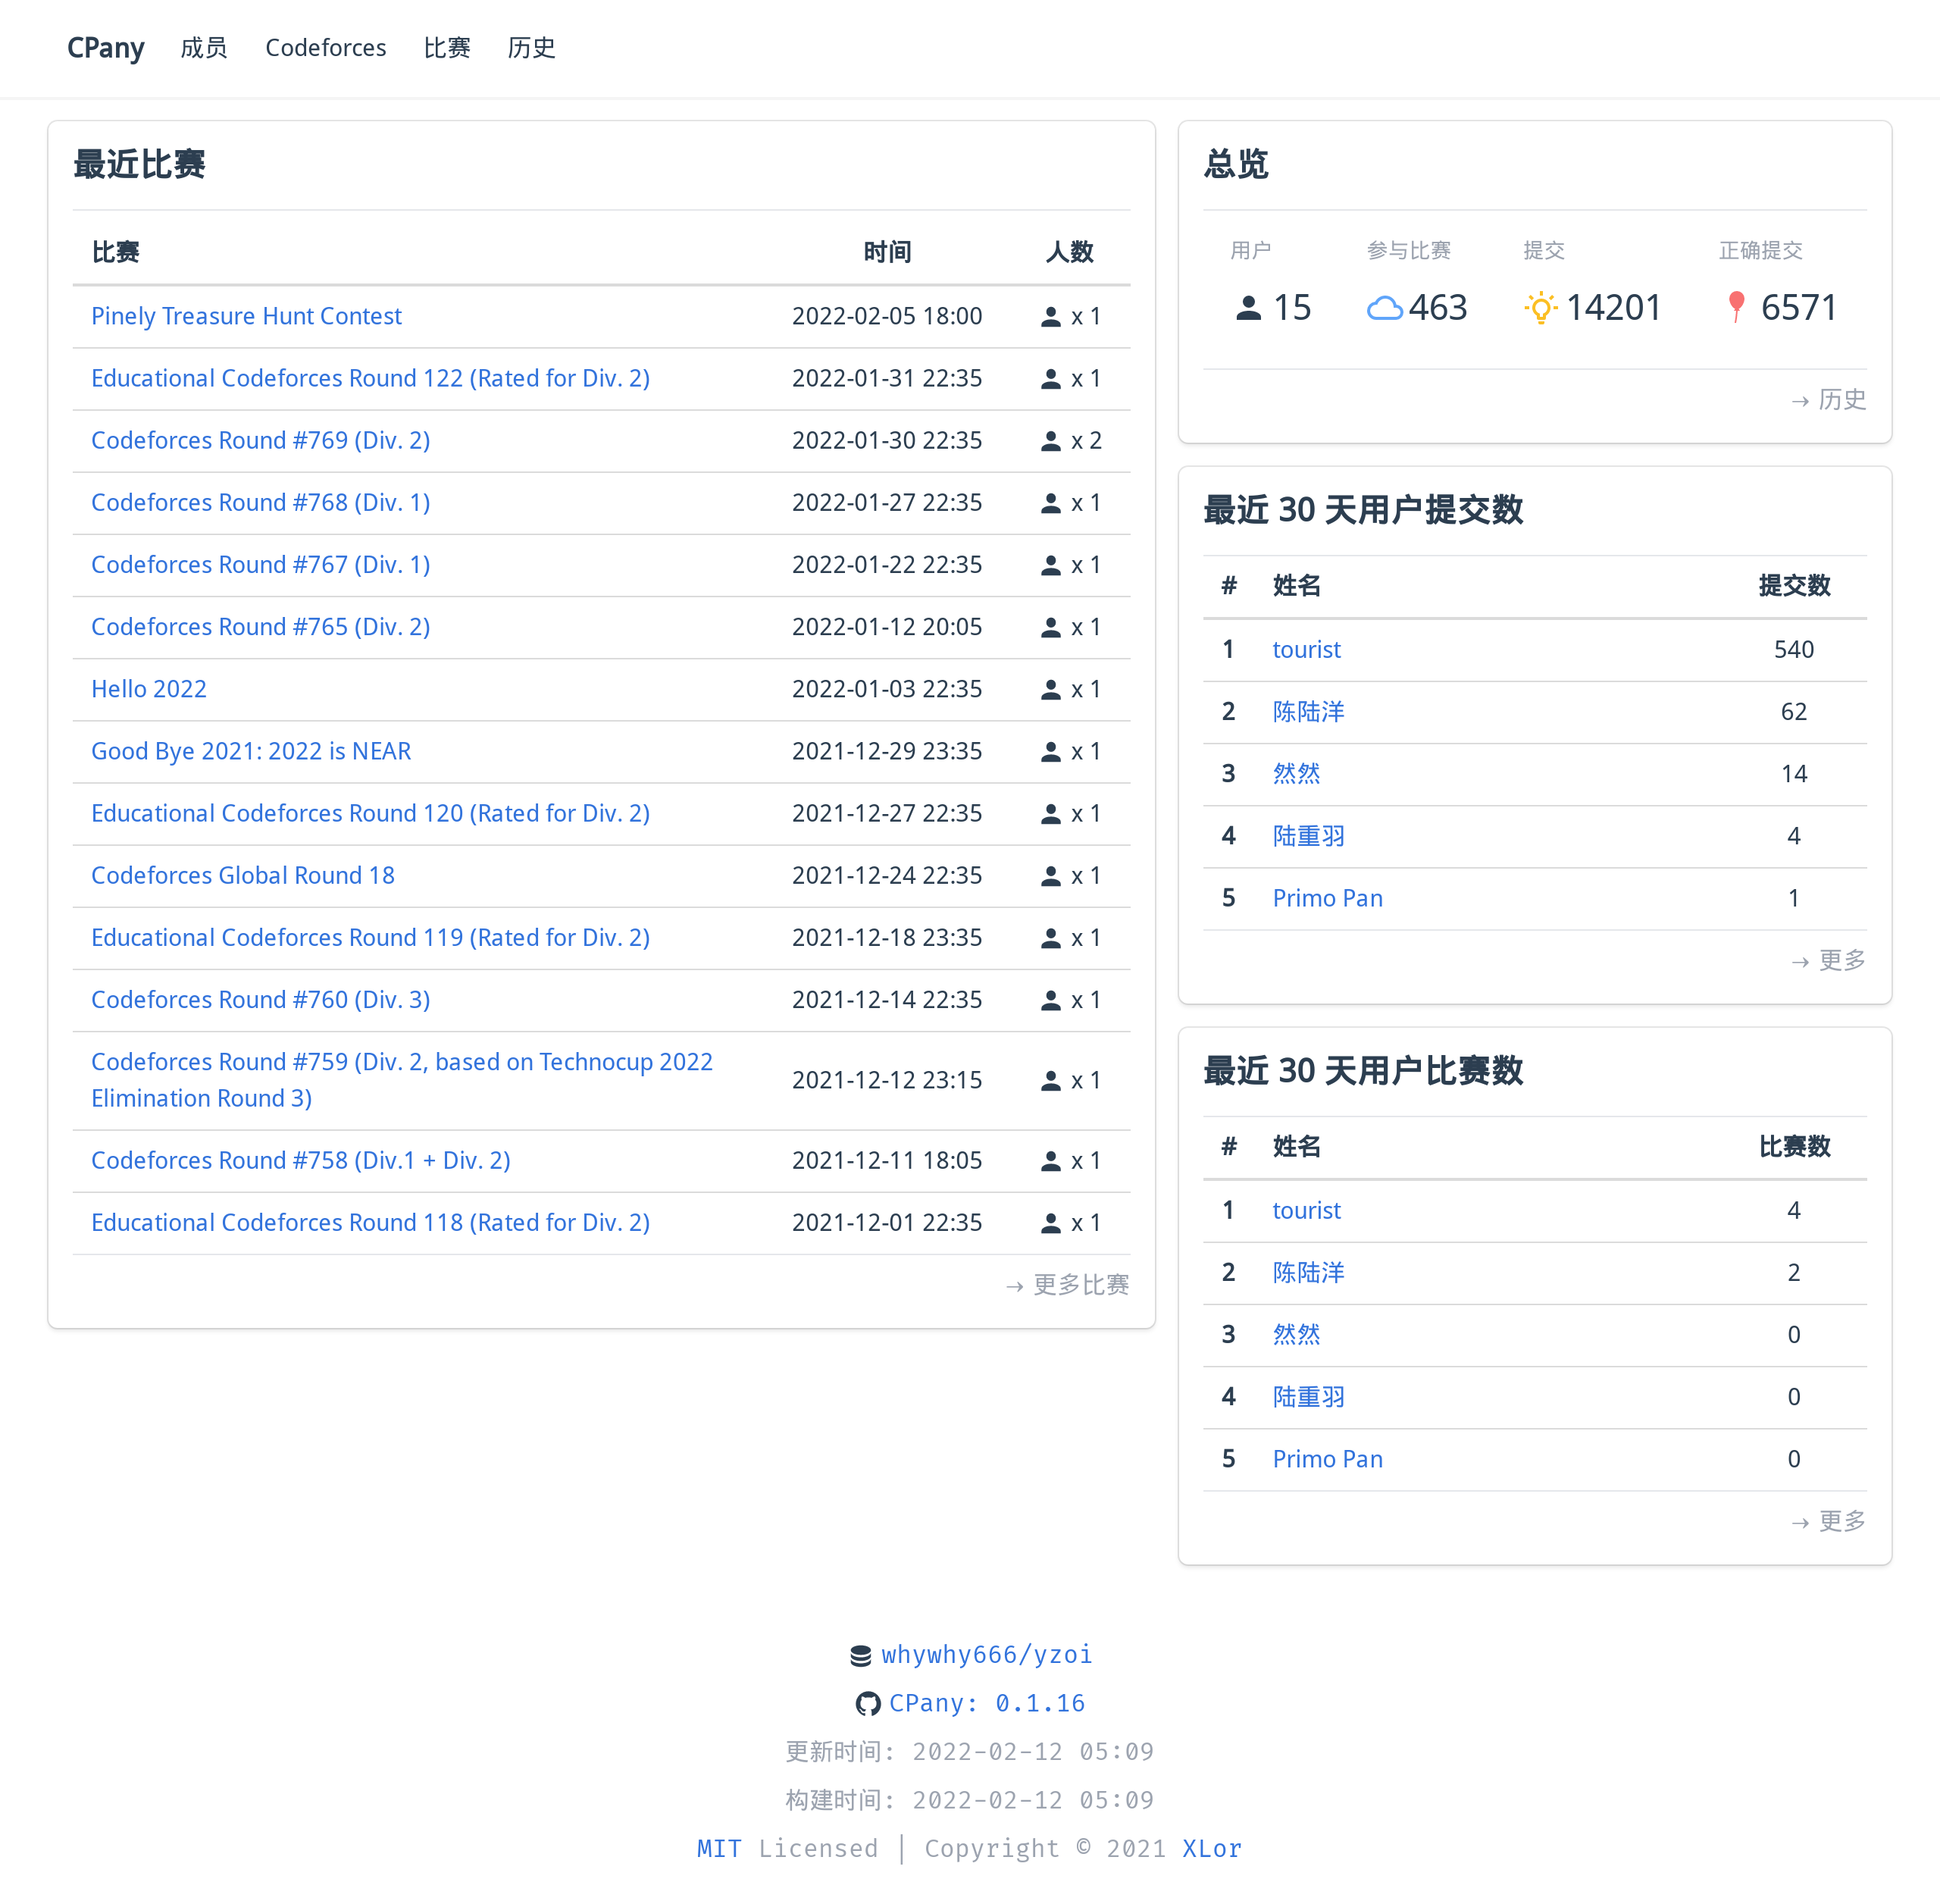 CPany 成员 Codeforces 比赛 历史
最近比赛
比赛 时间 人数
Pinely Treasure Hunt Contest 2022-02-05 18:00 x 1
Educational Codeforces Round 122 (Rated for Div. 2) 2022-01-31 22:35 x 1
Codeforces Round #769 (Div. 2) 2022-01-30 22:35 x 2
Codeforces Round #768 (Div. 1) 2022-01-27 22:35 x 1
Codeforces Round #767 (Div. 1) 2022-01-22 22:35 x 1
Codeforces Round #765 (Div. 2) 2022-01-12 20:05 x 1
Hello 2022 2022-01-03 22:35 x 1
Good Bye 2021: 2022 is NEAR 2021-12-29 23:35 x 1
Educational Codeforces Round 120 (Rated for Div. 2) 2021-12-27 22:35 x 1
Codeforces Global Round 18 2021-12-24 22:35 x 1
Educational Codeforces Round 119 (Rated for Div. 2) 2021-12-18 23:35 x 1
Codeforces Round #760 (Div. 3) 2021-12-14 22:35 x 1
Codeforces Round #759 (Div. 2, based on Technocup 2022
Elimination Round 3) 2021-12-12 23:15 x 1
Codeforces Round #758 (Div.1 + Div. 2) 2021-12-11 18:05 x 1
Educational Codeforces Round 118 (Rated for Div. 2) 2021-12-01 22:35 x 1
→ 更多比赛
总览
用户 参与比赛 提交 正确提交
15 463 14201 6571
→ 历史
最近 30 天用户提交数
# 姓名 提交数
1 tourist 540
2 陈陆洋 62
3 然然 14
4 陆重羽 4
5 Primo Pan 1
→ 更多
最近 30 天用户比赛数
# 姓名 比赛数
1 tourist 4
2 陈陆洋 2
3 然然 0
4 陆重羽 0
5 Primo Pan 0
→ 更多
whywhy666/yzoi
CPany: 0.1.16
更新时间: 2022-02-12 05:09
构建时间: 2022-02-12 05:09
MIT Licensed | Copyright © 2021 XLor